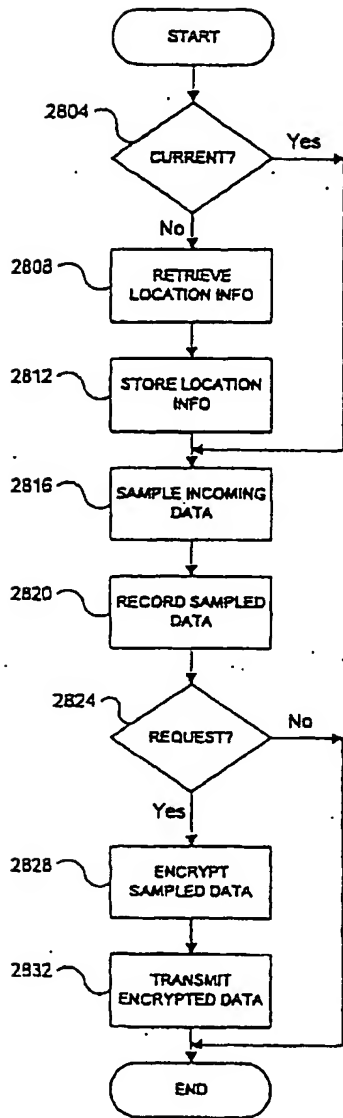 START
2804
CURRENT?
Yes
No
2808
RETRIEVE
LOCATION INFO
2812
STORE LOCATION
INFO
2816
SAMPLE INCOMING
DATA
2820
RECORD SAMPLED
DATA
2824
REQUEST?
No
Yes
2828
ENCRYPT
SAMPLED DATA
2832
TRANSMIT
ENCRYPTED DATA
END